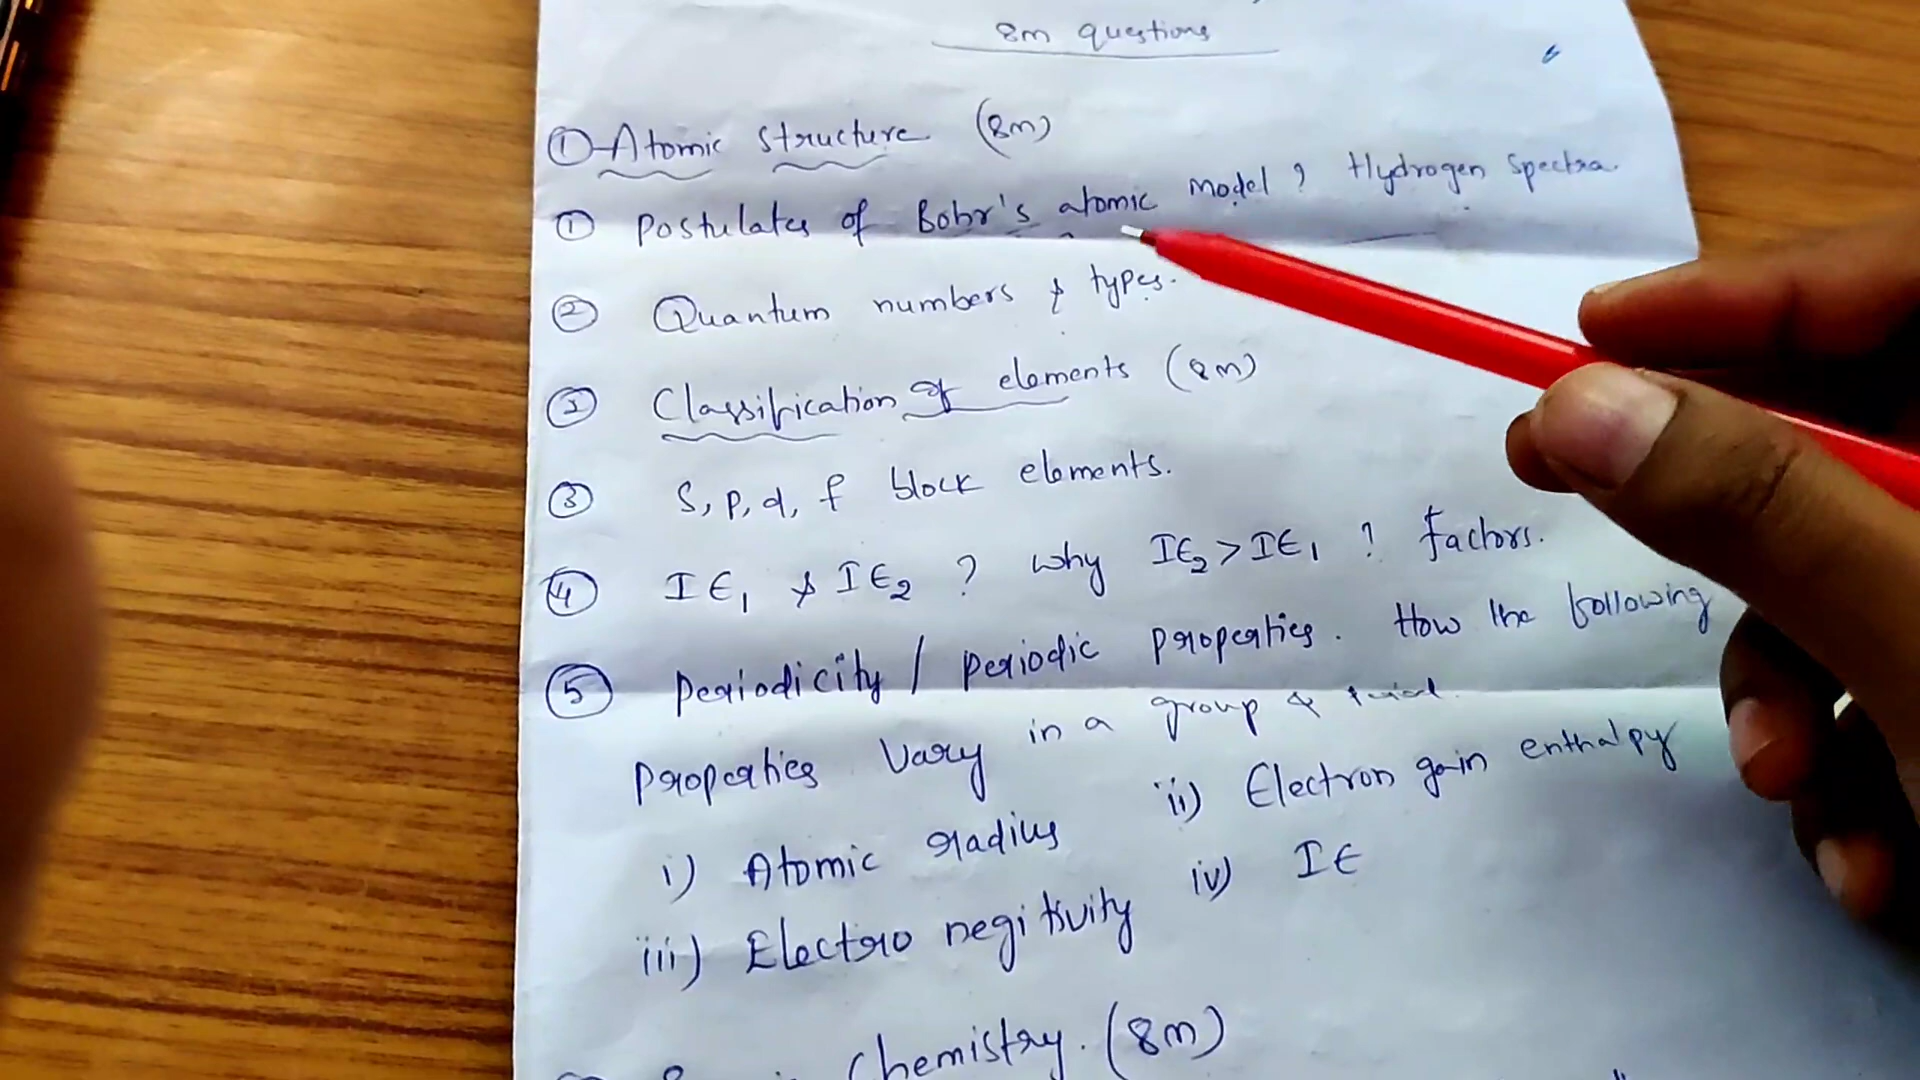 8m questions
① Atomic structure (8m)
① Postulates of Bohr's atomic model? Hydrogen Spectra.
② Quantum numbers & types.
② Classification of elements (8m)
③ S, p, d, f block elements.
④ IE₁ & IE₂ ? why IE₂ > IE₁ ? factors.
⑤ Periodicity / periodic properties. How the following
properties vary in a group &
i) Atomic radius ii) Electron gain enthalpy
iii) Electro negitivity iv) IE
Chemistry. (8m)